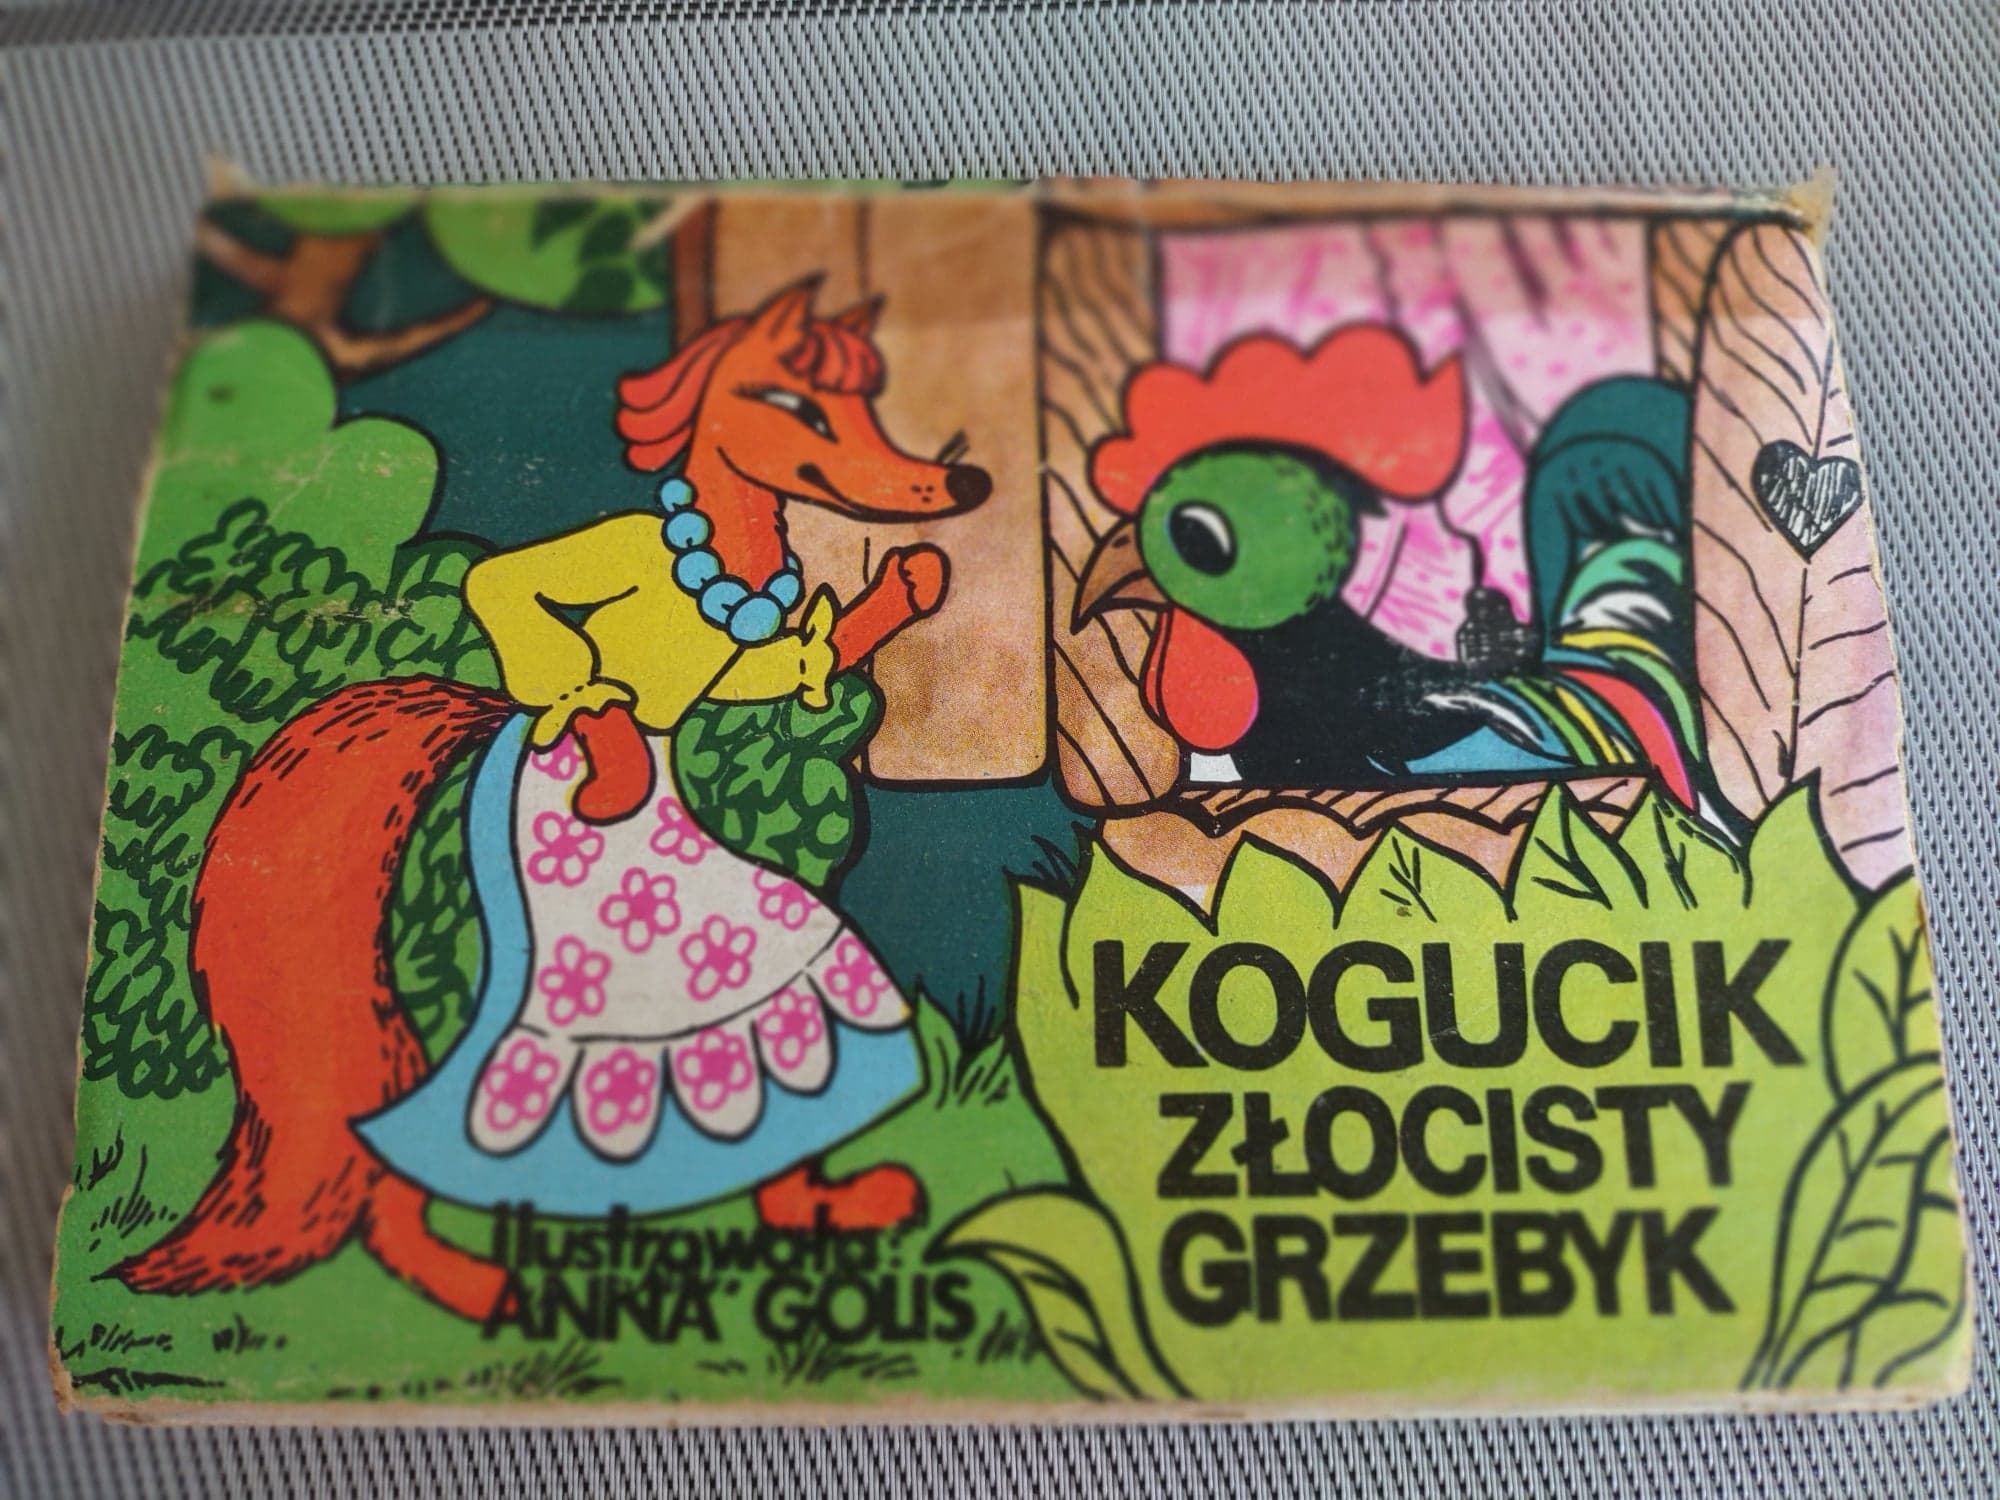 KOGUCIK
ZŁOCISTY
GRZEBYK
Ilustrowała:
ANNA GOLIS